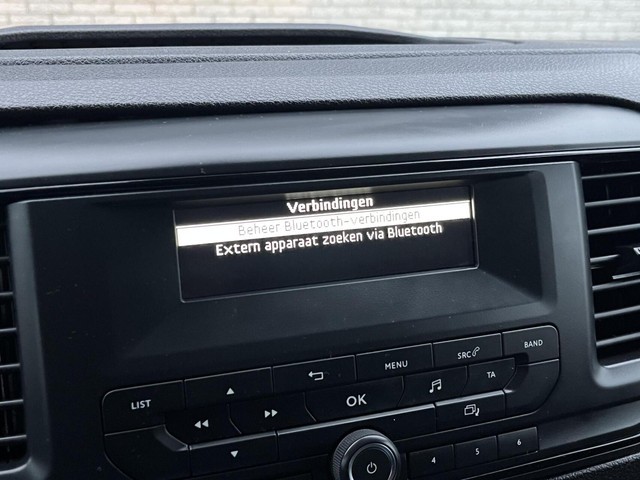 Verbindingen
Beheer Bluetooth-verbindingen
Extern apparaat zoeken via Bluetooth
MENU SRC BAND
LIST OK TA
4 5 6